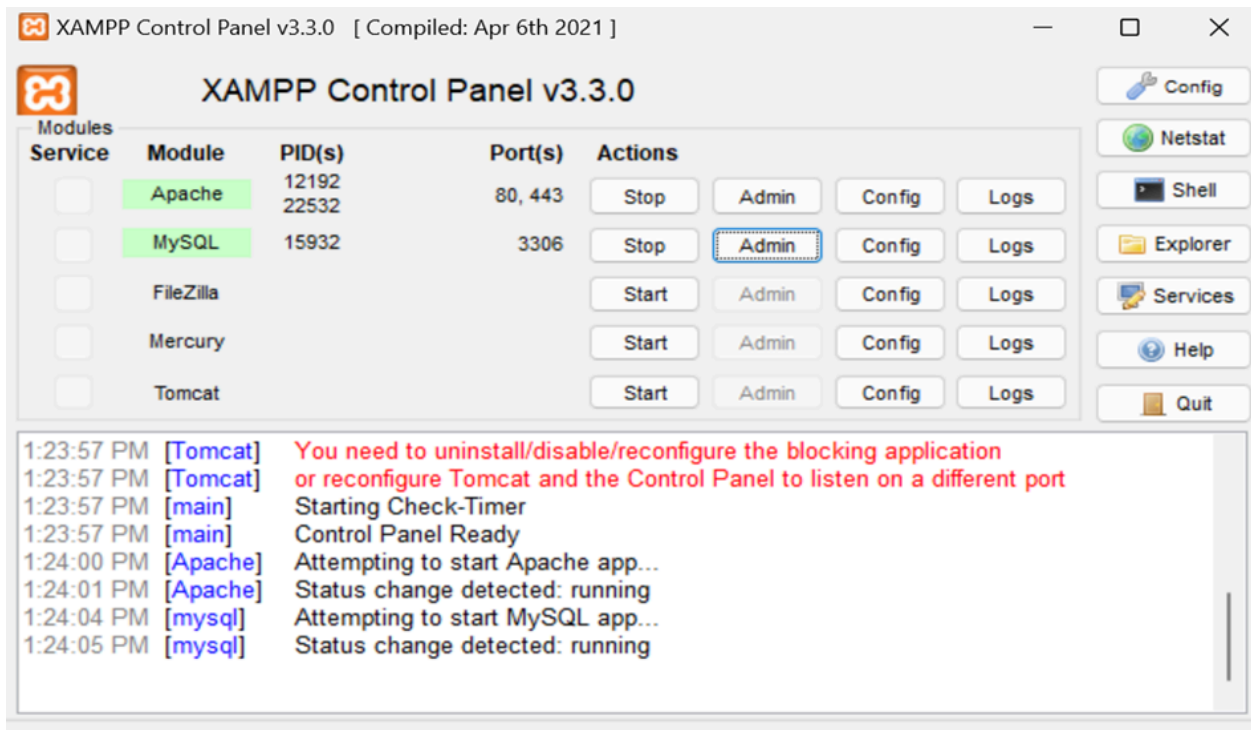 XAMPP Control Panel v3.3.0 [ Compiled: Apr 6th 2021 ]
XAMPP Control Panel v3.3.0
Config
Modules
Netstat
Service Module PID(s) Port(s) Actions
Apache 12192 22532 80, 443 Stop Admin Config Logs
Shell
MySQL 15932 3306 Stop Admin Config Logs
Explorer
FileZilla Start Admin Config Logs
Services
Mercury Start Admin Config Logs
Help
Tomcat Start Admin Config Logs
Quit
1:23:57 PM [Tomcat] You need to uninstall/disable/reconfigure the blocking application
1:23:57 PM [Tomcat] or reconfigure Tomcat and the Control Panel to listen on a different port
1:23:57 PM [main] Starting Check-Timer
1:23:57 PM [main] Control Panel Ready
1:24:00 PM [Apache] Attempting to start Apache app...
1:24:01 PM [Apache] Status change detected: running
1:24:04 PM [mysql] Attempting to start MySQL app...
1:24:05 PM [mysql] Status change detected: running